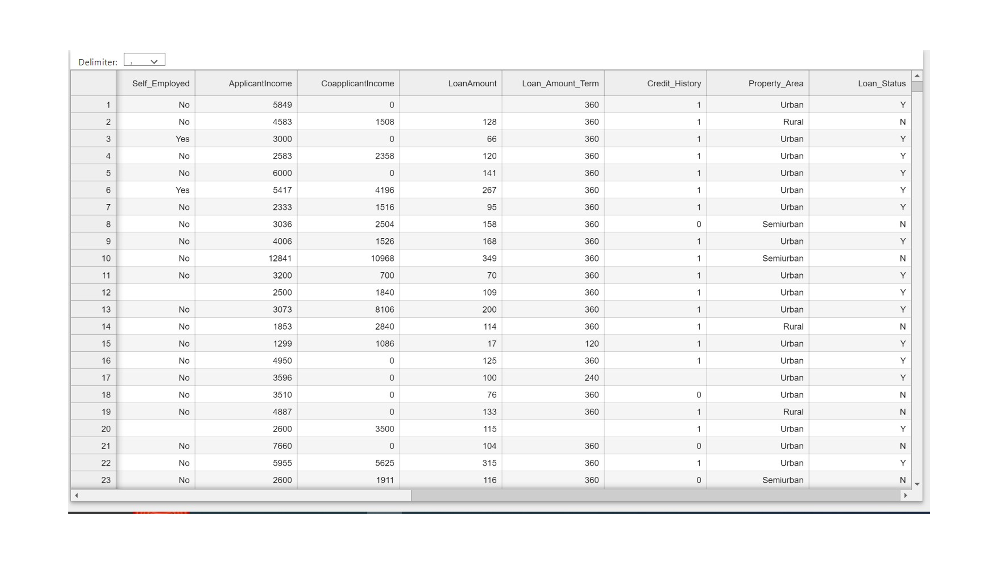 Delimiter: ,
Self_Employed ApplicantIncome CoapplicantIncome LoanAmount Loan_Amount_Term Credit_History Property_Area Loan_Status
1 No 5849 0 360 1 Urban Y
2 No 4583 1508 128 360 1 Rural N
3 Yes 3000 0 66 360 1 Urban Y
4 No 2583 2358 120 360 1 Urban Y
5 No 6000 0 141 360 1 Urban Y
6 Yes 5417 4196 267 360 1 Urban Y
7 No 2333 1516 95 360 1 Urban Y
8 No 3036 2504 158 360 0 Semiurban N
9 No 4006 1526 168 360 1 Urban Y
10 No 12841 10968 349 360 1 Semiurban N
11 No 3200 700 70 360 1 Urban Y
12 2500 1840 109 360 1 Urban Y
13 No 3073 8106 200 360 1 Urban Y
14 No 1853 2840 114 360 1 Rural N
15 No 1299 1086 17 120 1 Urban Y
16 No 4950 0 125 360 1 Urban Y
17 No 3596 0 100 240 Urban Y
18 No 3510 0 76 360 0 Urban N
19 No 4887 0 133 360 1 Rural N
20 2600 3500 115 1 Urban Y
21 No 7660 0 104 360 0 Urban N
22 No 5955 5625 315 360 1 Urban Y
23 No 2600 1911 116 360 0 Semiurban N